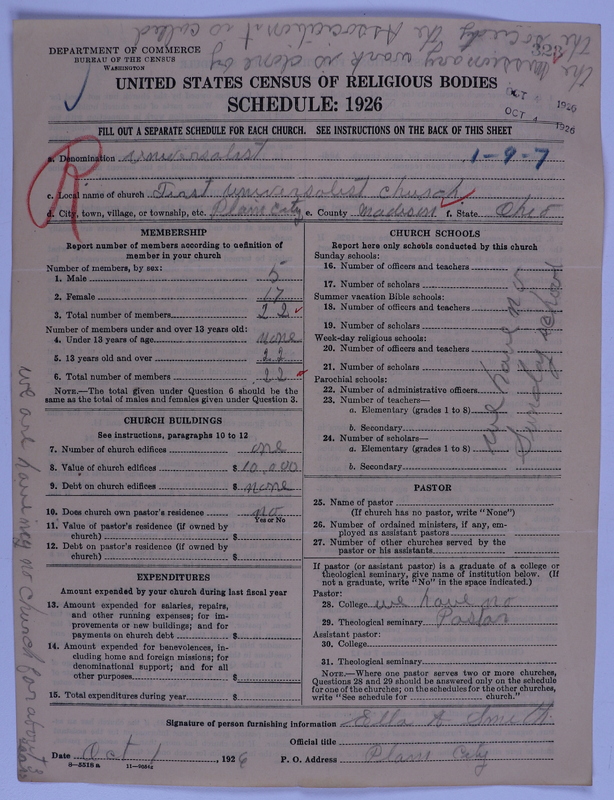 The missionary work is done by
the society the Association so called
DEPARTMENT OF COMMERCE
BUREAU OF THE CENSUS
WASHINGTON
323
UNITED STATES CENSUS OF RELIGIOUS BODIES
SCHEDULE: 1926
OCT 4 1926
OCT 4 1926
FILL OUT A SEPARATE SCHEDULE FOR EACH CHURCH. SEE INSTRUCTIONS ON THE BACK OF THIS SHEET
R
a. Denomination Universalist
1-9-7
c. Local name of church First Universalist church
d. City, town, village, or township, etc. Plain City e. County Madison f. State Ohio
MEMBERSHIP
Report number of members according to definition of
member in your church
Number of members, by sex:
1. Male 5
2. Female 17
3. Total number of members 22
Number of members under and over 13 years old:
4. Under 13 years of age none
5. 13 years old and over 22
6. Total number of members 22
NOTE.—The total given under Question 6 should be the
same as the total of males and females given under Question 3.
CHURCH BUILDINGS
See instructions, paragraphs 10 to 12
7. Number of church edifices one
8. Value of church edifices $ 10,000
9. Debt on church edifices $ none
10. Does church own pastor's residence? no
Yes or No
11. Value of pastor's residence (if owned by
church) $
12. Debt on pastor's residence (if owned by
church) $
EXPENDITURES
Amount expended by your church during last fiscal year
13. Amount expended for salaries, repairs,
and other running expenses; for im-
provements or new buildings; and for
payments on church debt $
14. Amount expended for benevolences, in-
cluding home and foreign missions; for
denominational support; and for all
other purposes $
15. Total expenditures during year $
CHURCH SCHOOLS
Report here only schools conducted by this church
Sunday schools:
16. Number of officers and teachers
17. Number of scholars
Summer vacation Bible schools:
18. Number of officers and teachers
19. Number of scholars
Week-day religious schools:
20. Number of officers and teachers
21. Number of scholars
Parochial schools:
22. Number of administrative officers
23. Number of teachers—
a. Elementary (grades 1 to 8)
b. Secondary
24. Number of scholars—
a. Elementary (grades 1 to 8)
b. Secondary
we have no
Sunday school
PASTOR
25. Name of pastor
(If church has no pastor, write "None")
26. Number of ordained ministers, if any, em-
ployed as assistant pastors
27. Number of other churches served by the
pastor or his assistants
If pastor (or assistant pastor) is a graduate of a college or
theological seminary, give name of institution below. (If
not a graduate, write "No" in the space indicated.)
Pastor:
28. College we have no
29. Theological seminary Pastor
Assistant pastor:
30. College
31. Theological seminary
NOTE.—Where one pastor serves two or more churches,
Questions 28 and 29 should be answered only on the schedule
for one of the churches; on the schedules for the other churches,
write "See schedule for church."
we are haveing no church for about 3 years
Signature of person furnishing information Ella A Smith
Official title
Date Oct 1, 1926 P. O. Address Plain City
8—5518 a 11—9054